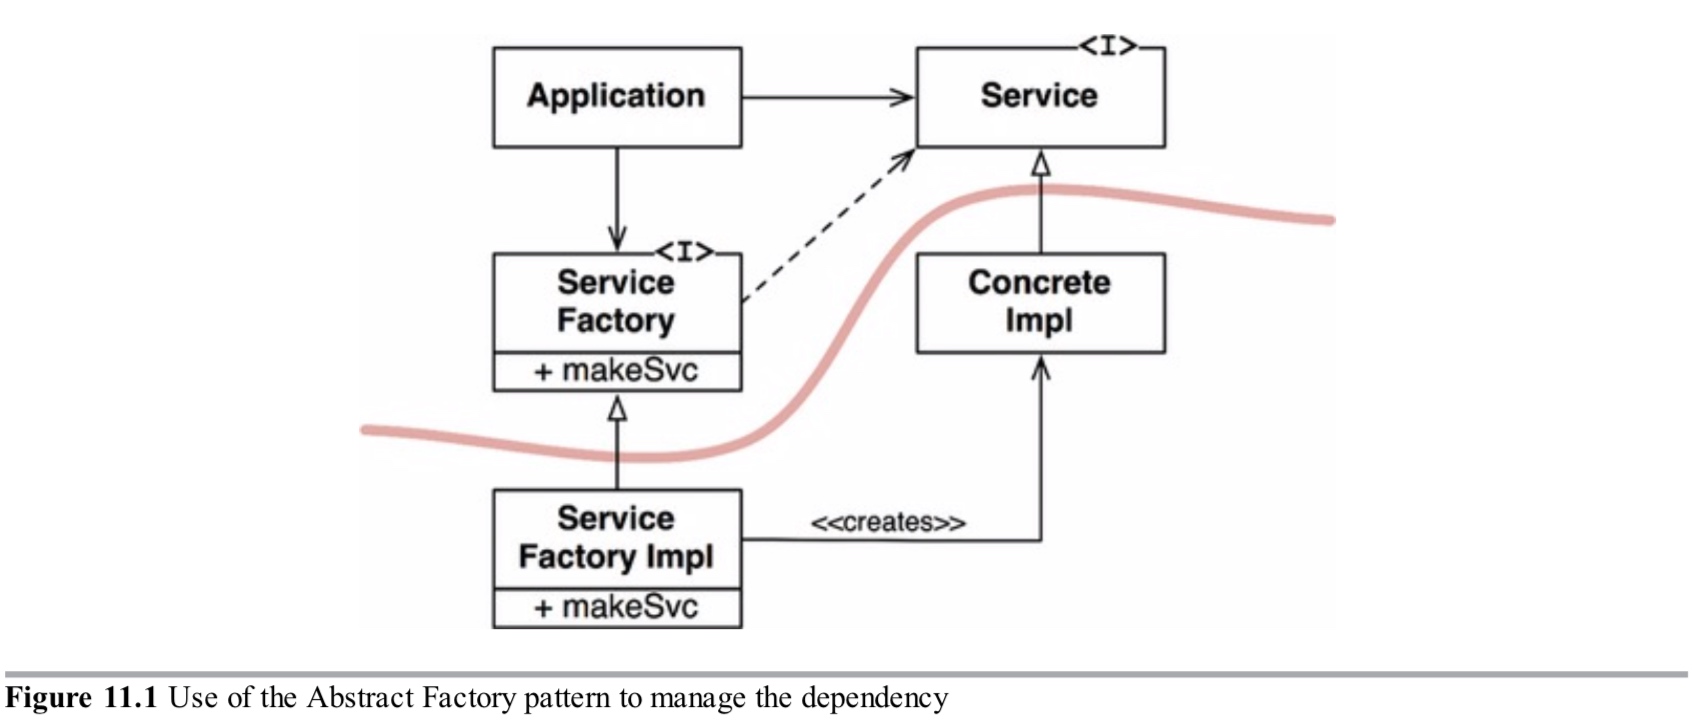 <I>
<I>
Application
Service
<I>
Service
Factory
+ makeSvc
Concrete
Impl
Service
Factory Impl
+ makeSvc
<<creates>>
Figure 11.1 Use of the Abstract Factory pattern to manage the dependency